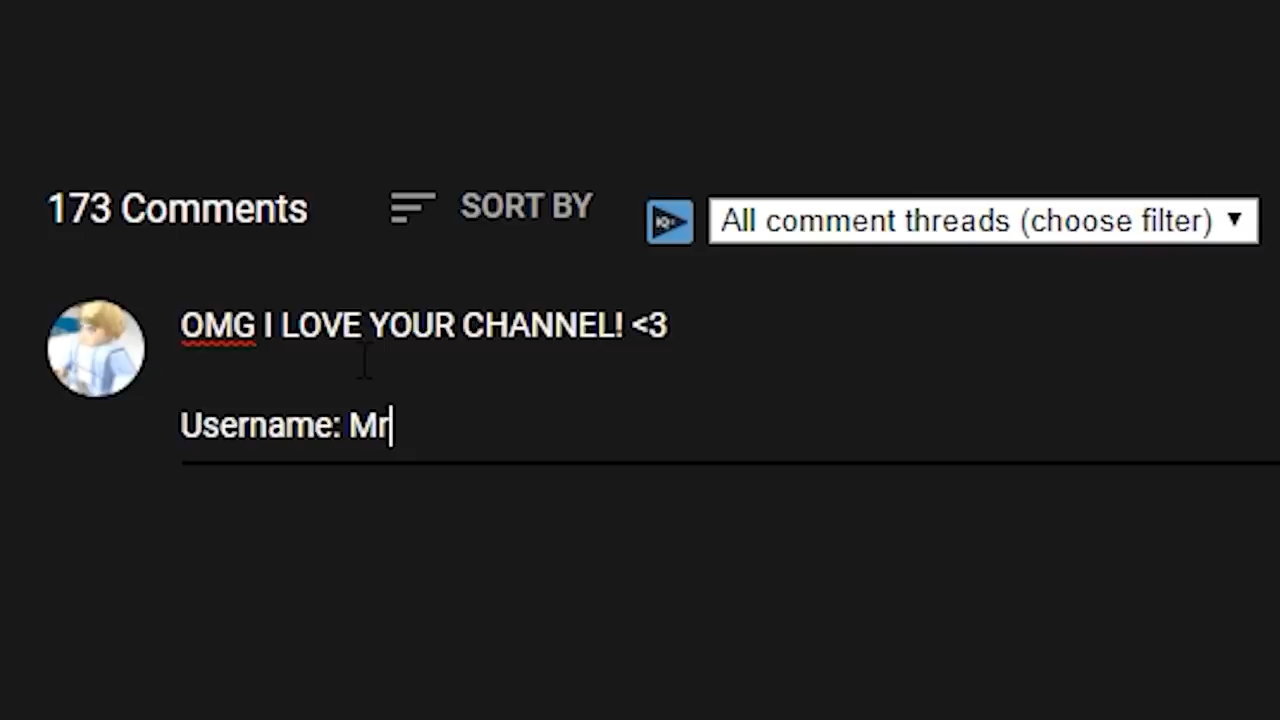 173 Comments SORT BY All comment threads (choose filter)
OMG I LOVE YOUR CHANNEL! <3
Username: Mr